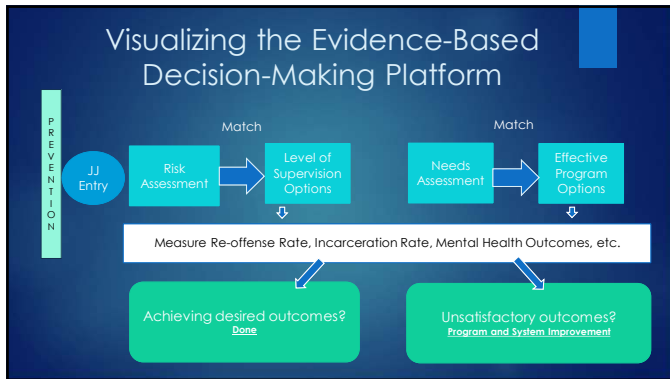 Visualizing the Evidence-Based
Decision-Making Platform
P
R
E
V
E
N
T
I
O
N
JJ
Entry
Match
Risk
Assessment
Level of
Supervision
Options
Match
Needs
Assessment
Effective
Program
Options
Measure Re-offense Rate, Incarceration Rate, Mental Health Outcomes, etc.
Achieving desired outcomes?
Done
Unsatisfactory outcomes?
Program and System Improvement